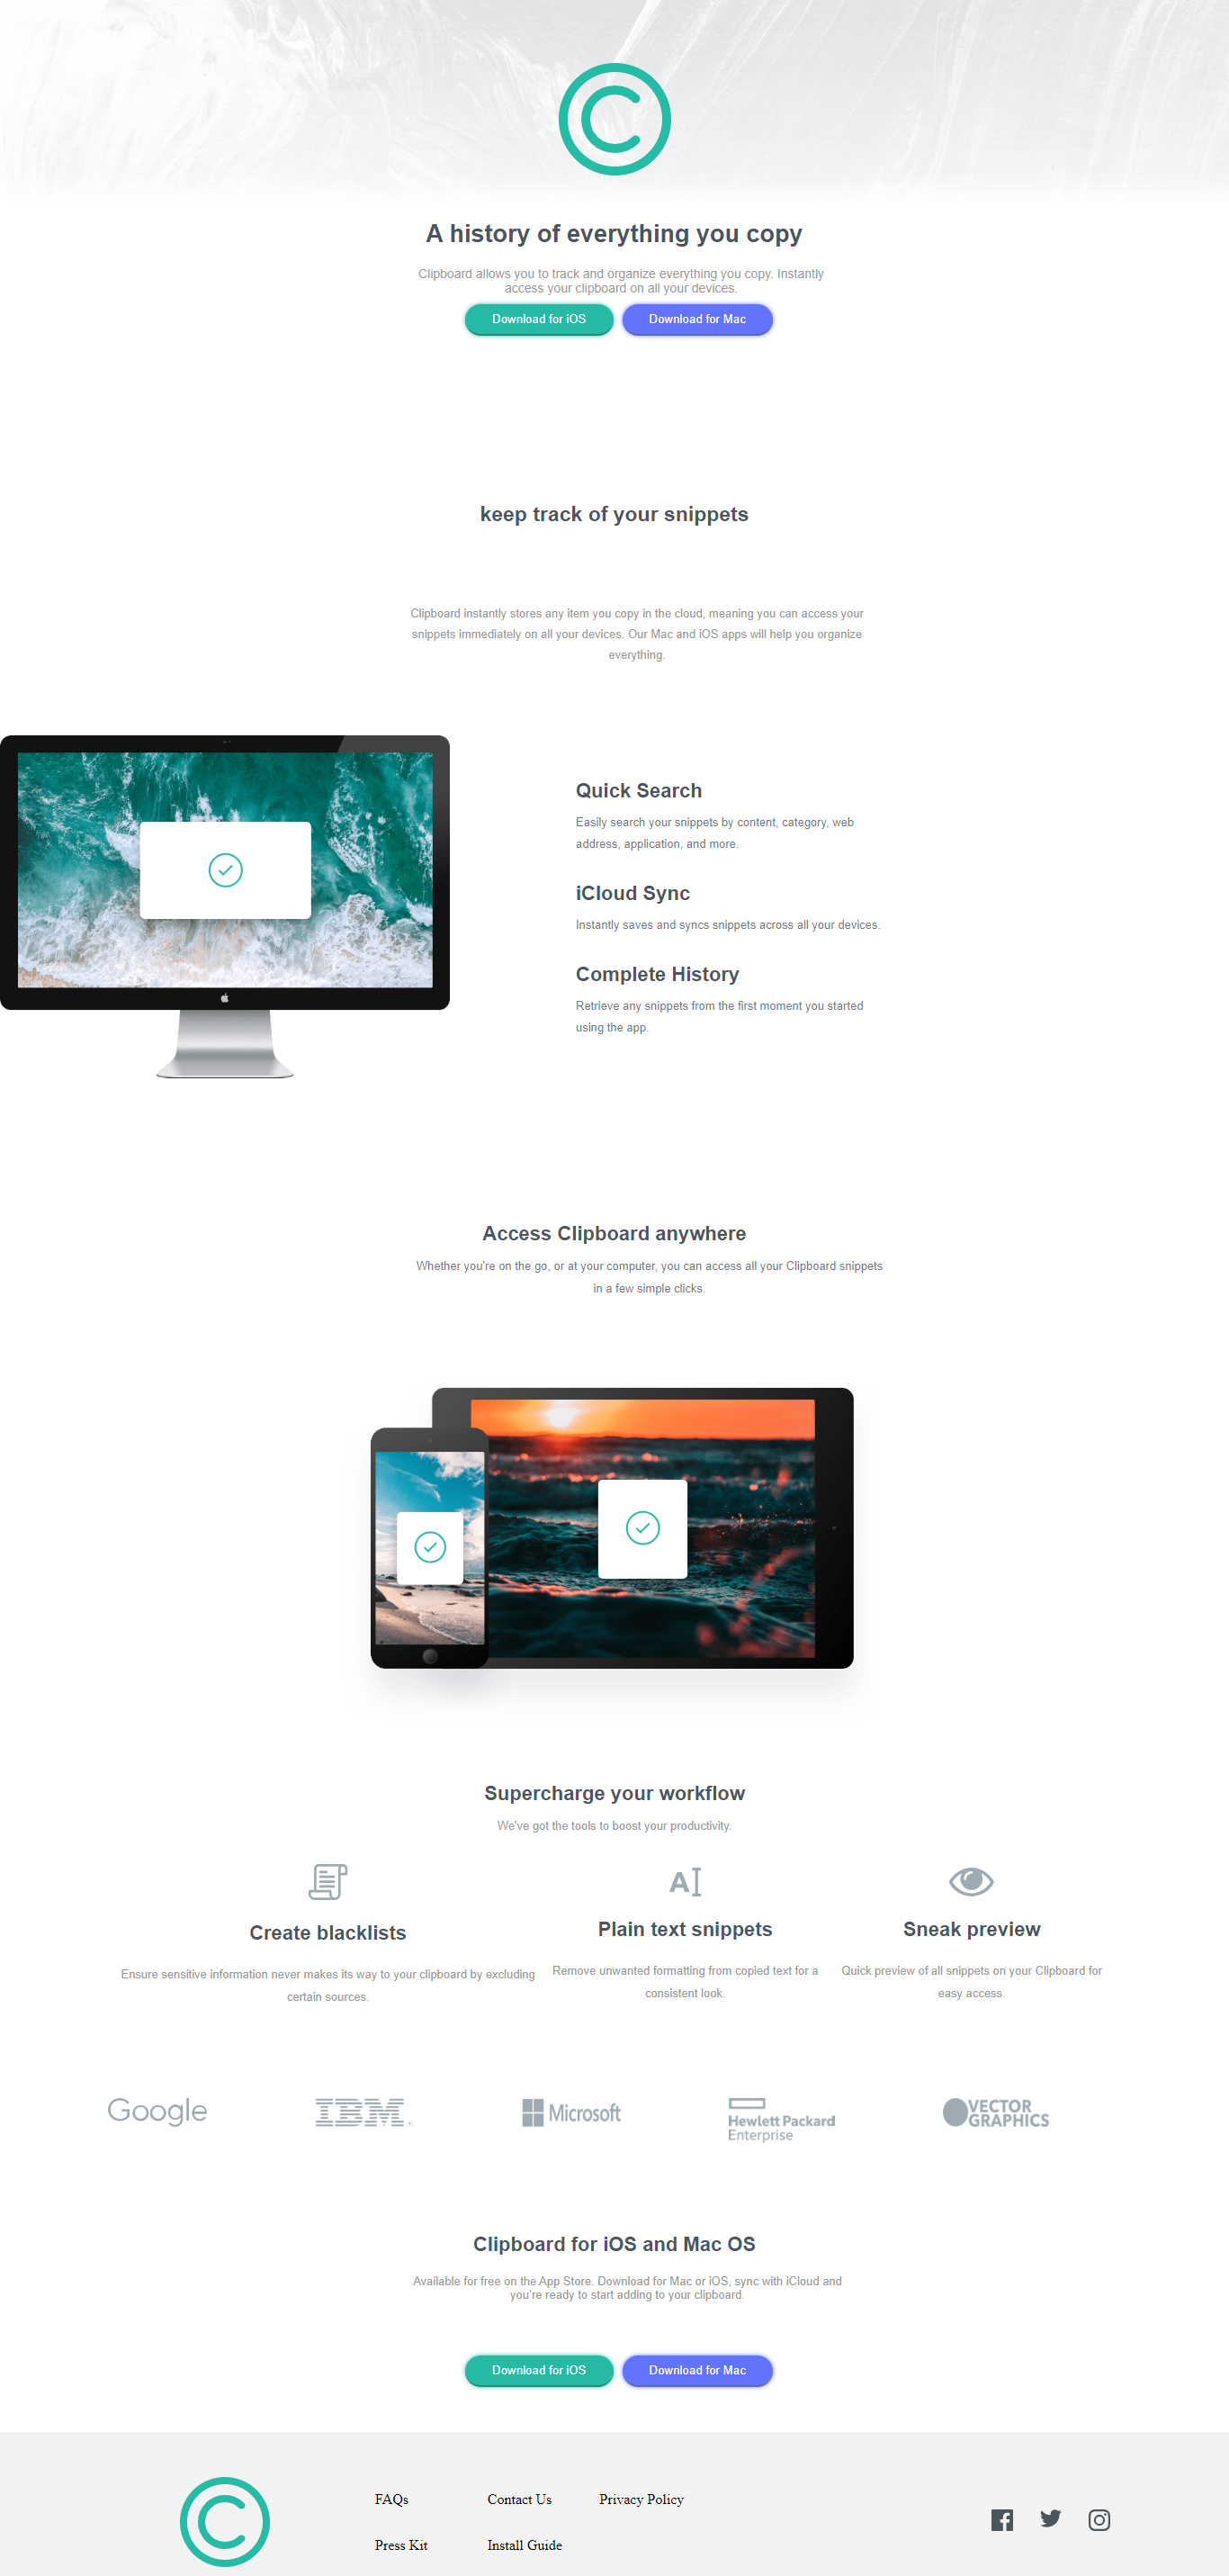 A history of everything you copy
Clipboard allows you to track and organize everything you copy. Instantly
access your clipboard on all your devices.
Download for iOS
Download for Mac
keep track of your snippets
Clipboard instantly stores any item you copy in the cloud, meaning you can access your
snippets immediately on all your devices. Our Mac and iOS apps will help you organize
everything.
Quick Search
Easily search your snippets by content, category, web
address, application, and more.
iCloud Sync
Instantly saves and syncs snippets across all your devices.
Complete History
Retrieve any snippets from the first moment you started
using the app.
Access Clipboard anywhere
Whether you're on the go, or at your computer, you can access all your Clipboard snippets
in a few simple clicks.
Supercharge your workflow
We've got the tools to boost your productivity.
Create blacklists
Ensure sensitive information never makes its way to your clipboard by excluding
certain sources.
Plain text snippets
Remove unwanted formatting from copied text for a
consistent look.
Sneak preview
Quick preview of all snippets on your Clipboard for
easy access.
Google
IBM
Microsoft
Hewlett Packard
Enterprise
VECTOR
GRAPHICS
Clipboard for iOS and Mac OS
Available for free on the App Store. Download for Mac or iOS, sync with iCloud and
you're ready to start adding to your clipboard.
Download for iOS
Download for Mac
FAQs
Contact Us
Privacy Policy
Press Kit
Install Guide